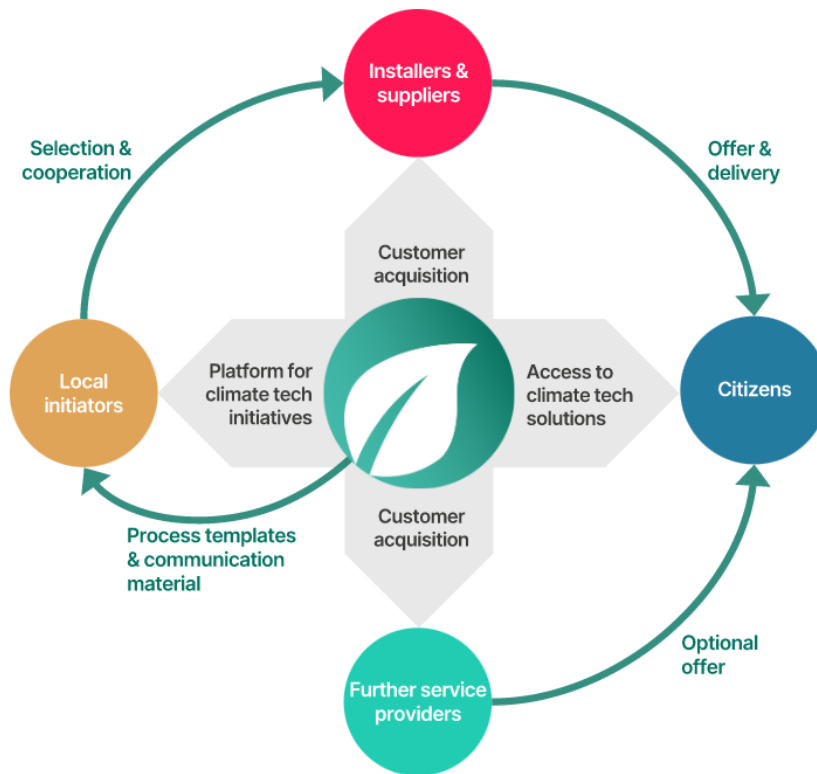 Installers &
suppliers
Selection &
cooperation
Offer &
delivery
Customer
acquisition
Local
initiators
Platform for
climate tech
initiatives
Access to
climate tech
solutions
Citizens
Process templates
& communication
material
Customer
acquisition
Optional
offer
Further service
providers